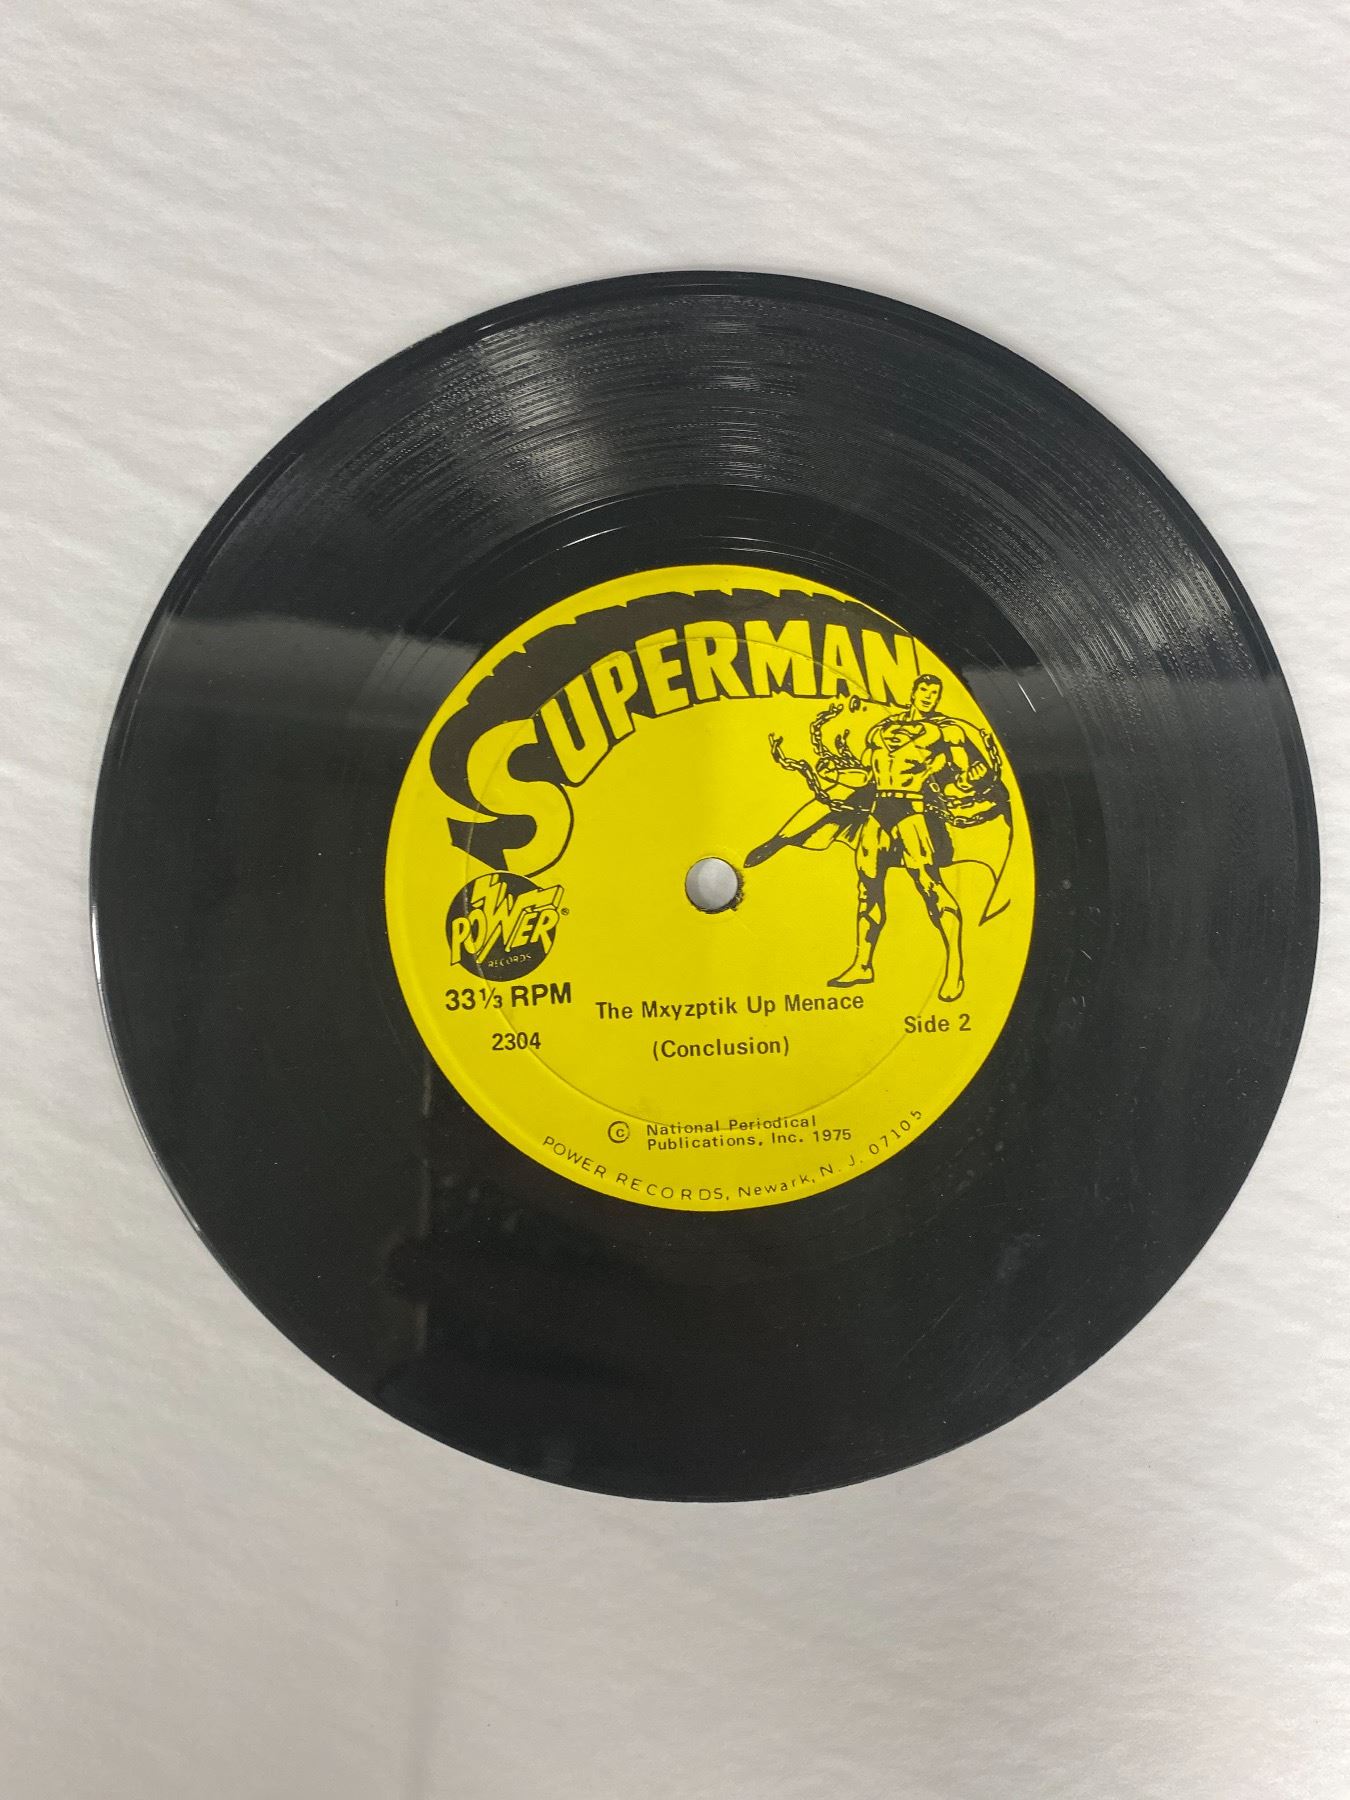 SUPERMAN
POWER®
RECORDS
33⅓ RPM
2304
The Mxyzptik Up Menace
(Conclusion)
Side 2
© National Periodical
Publications, Inc. 1975
POWER RECORDS, Newark, N. J. 07105